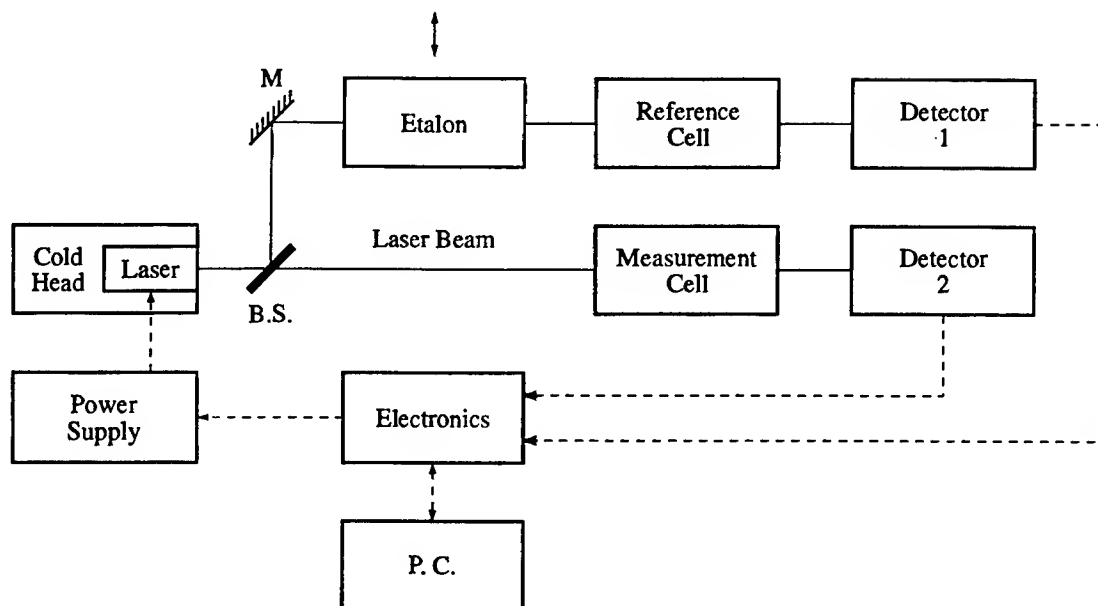 M
Etalon
Reference
Cell
Detector
1
Cold
Head
Laser
Laser Beam
B.S.
Measurement
Cell
Detector
2
Power
Supply
Electronics
P. C.